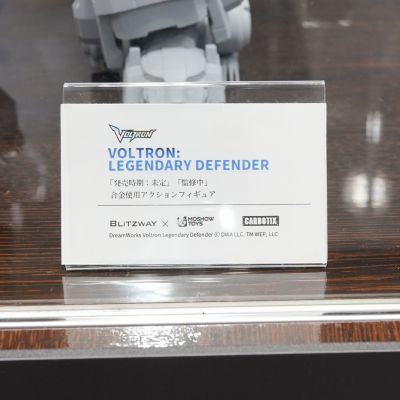 VOLTRON
VOLTRON:
LEGENDARY DEFENDER
「発売時期：未定」「監修中」
合金使用アクションフィギュア
BLITZWAY × MOSHOW TOYS CARBOTIX
DreamWorks Voltron Legendary Defender © DWA LLC. TM WEP, LLC